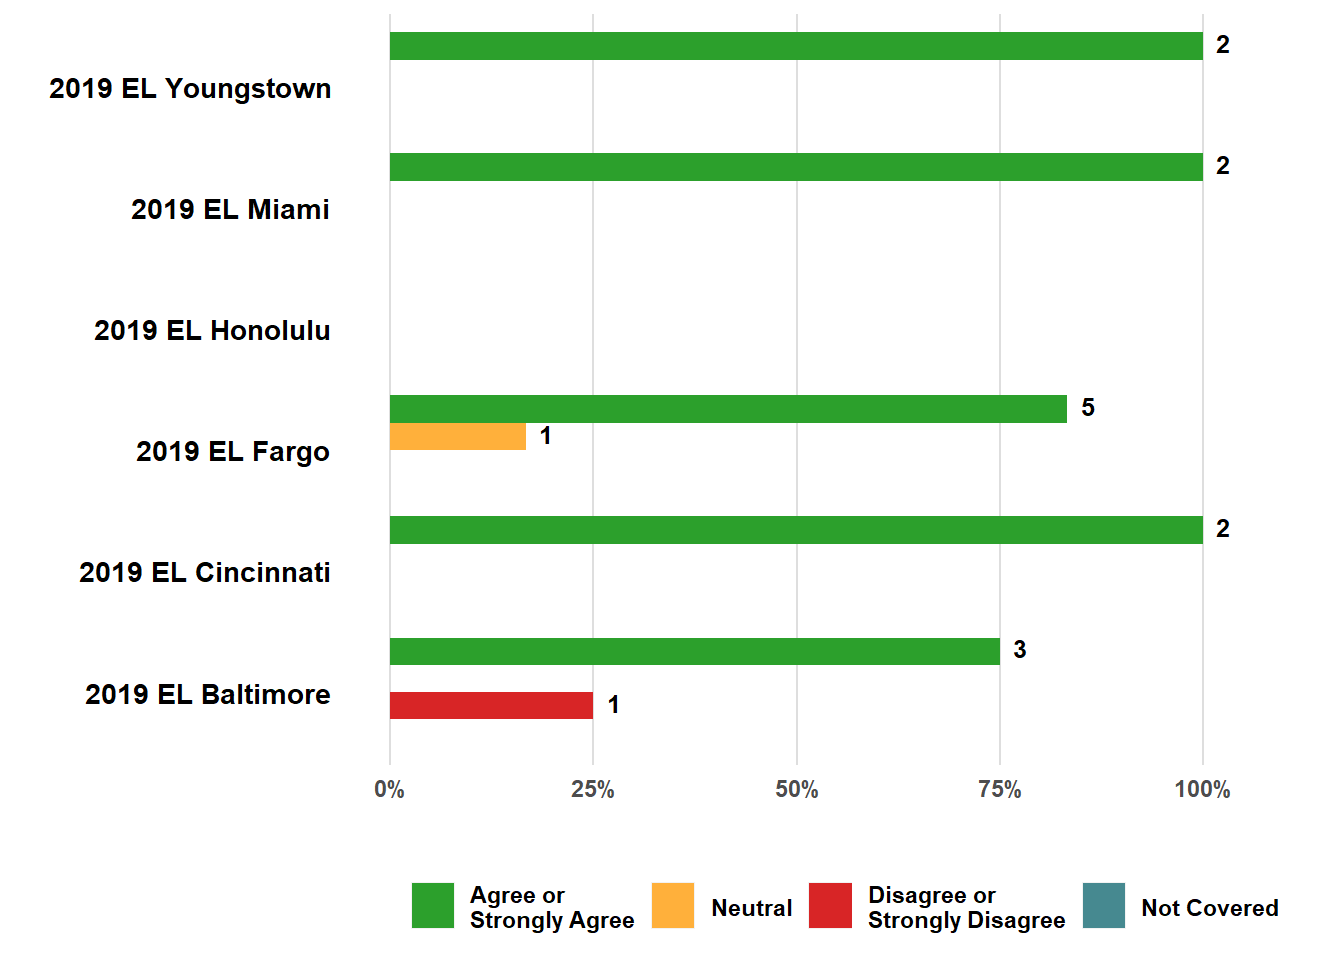 2
2019 EL Youngstown
2
2019 EL Miami
2019 EL Honolulu
5
1
2019 EL Fargo
2
2019 EL Cincinnati
3
2019 EL Baltimore
1
0% 25% 50% 75% 100%
Agree or
Strongly Agree
Neutral
Disagree or
Strongly Disagree
Not Covered